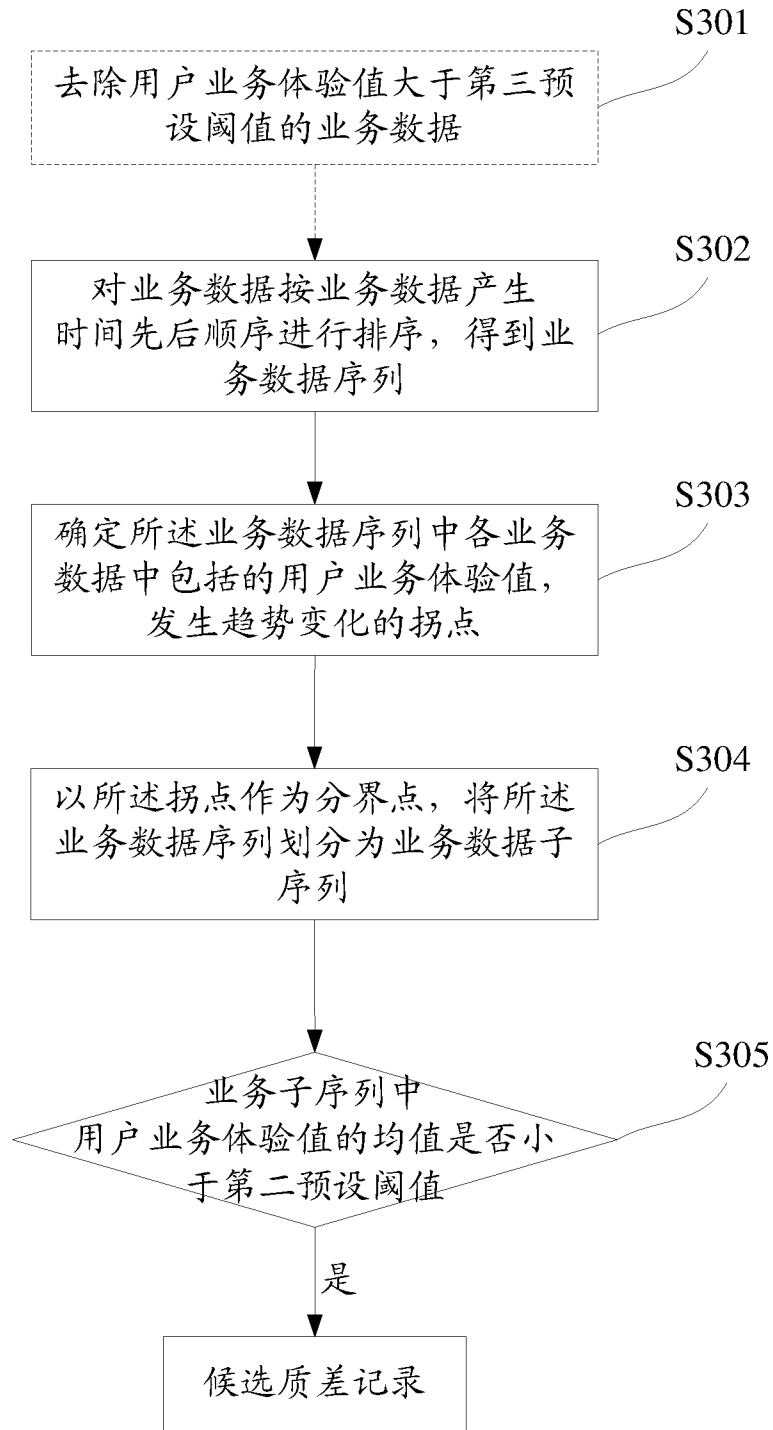 S301
去除用户业务体验值大于第三预
设阈值的业务数据
S302
对业务数据按业务数据产生
时间先后顺序进行排序，得到业
务数据序列
S303
确定所述业务数据序列中各业务
数据中包括的用户业务体验值，
发生趋势变化的拐点
S304
以所述拐点作为分界点，将所述
业务数据序列划分为业务数据子
序列
S305
业务子序列中
用户业务体验值的均值是否小
于第二预设阈值
是
候选质差记录